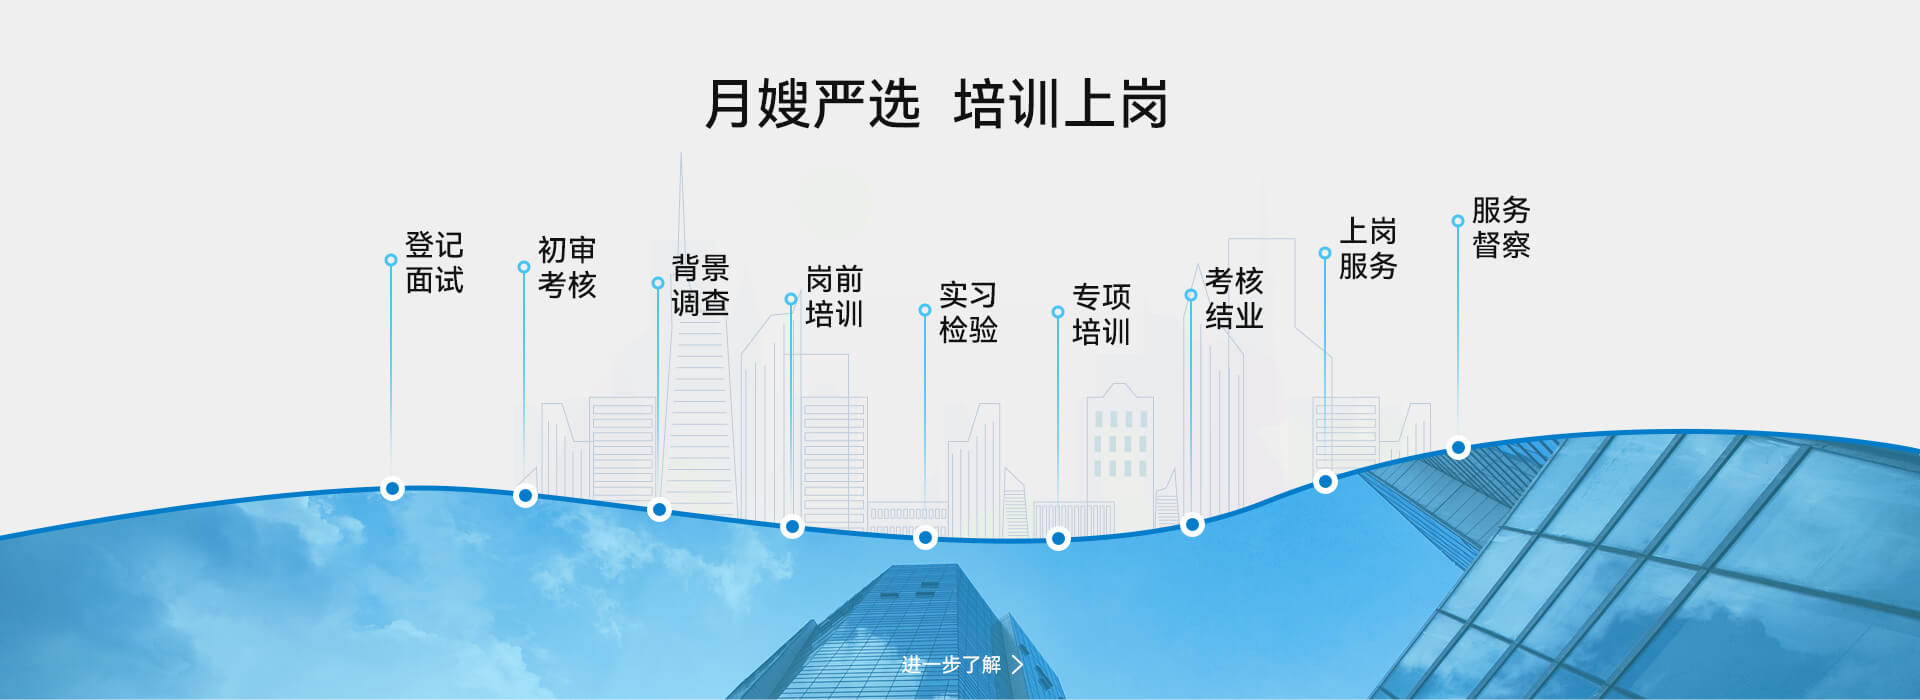 月嫂严选 培训上岗
登记
面试
初审
考核
背景
调查
岗前
培训
实习
检验
专项
培训
考核
结业
上岗
服务
服务
督察
进一步了解